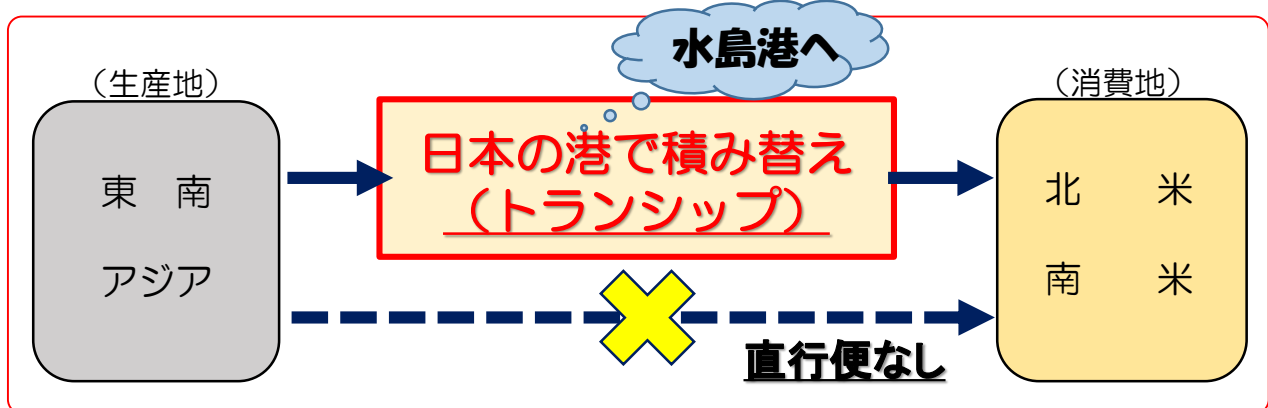 水島港へ
（生産地）
東　南
アジア
日本の港で積み替え
（トランシップ）
（消費地）
北　米
南　米
直行便なし